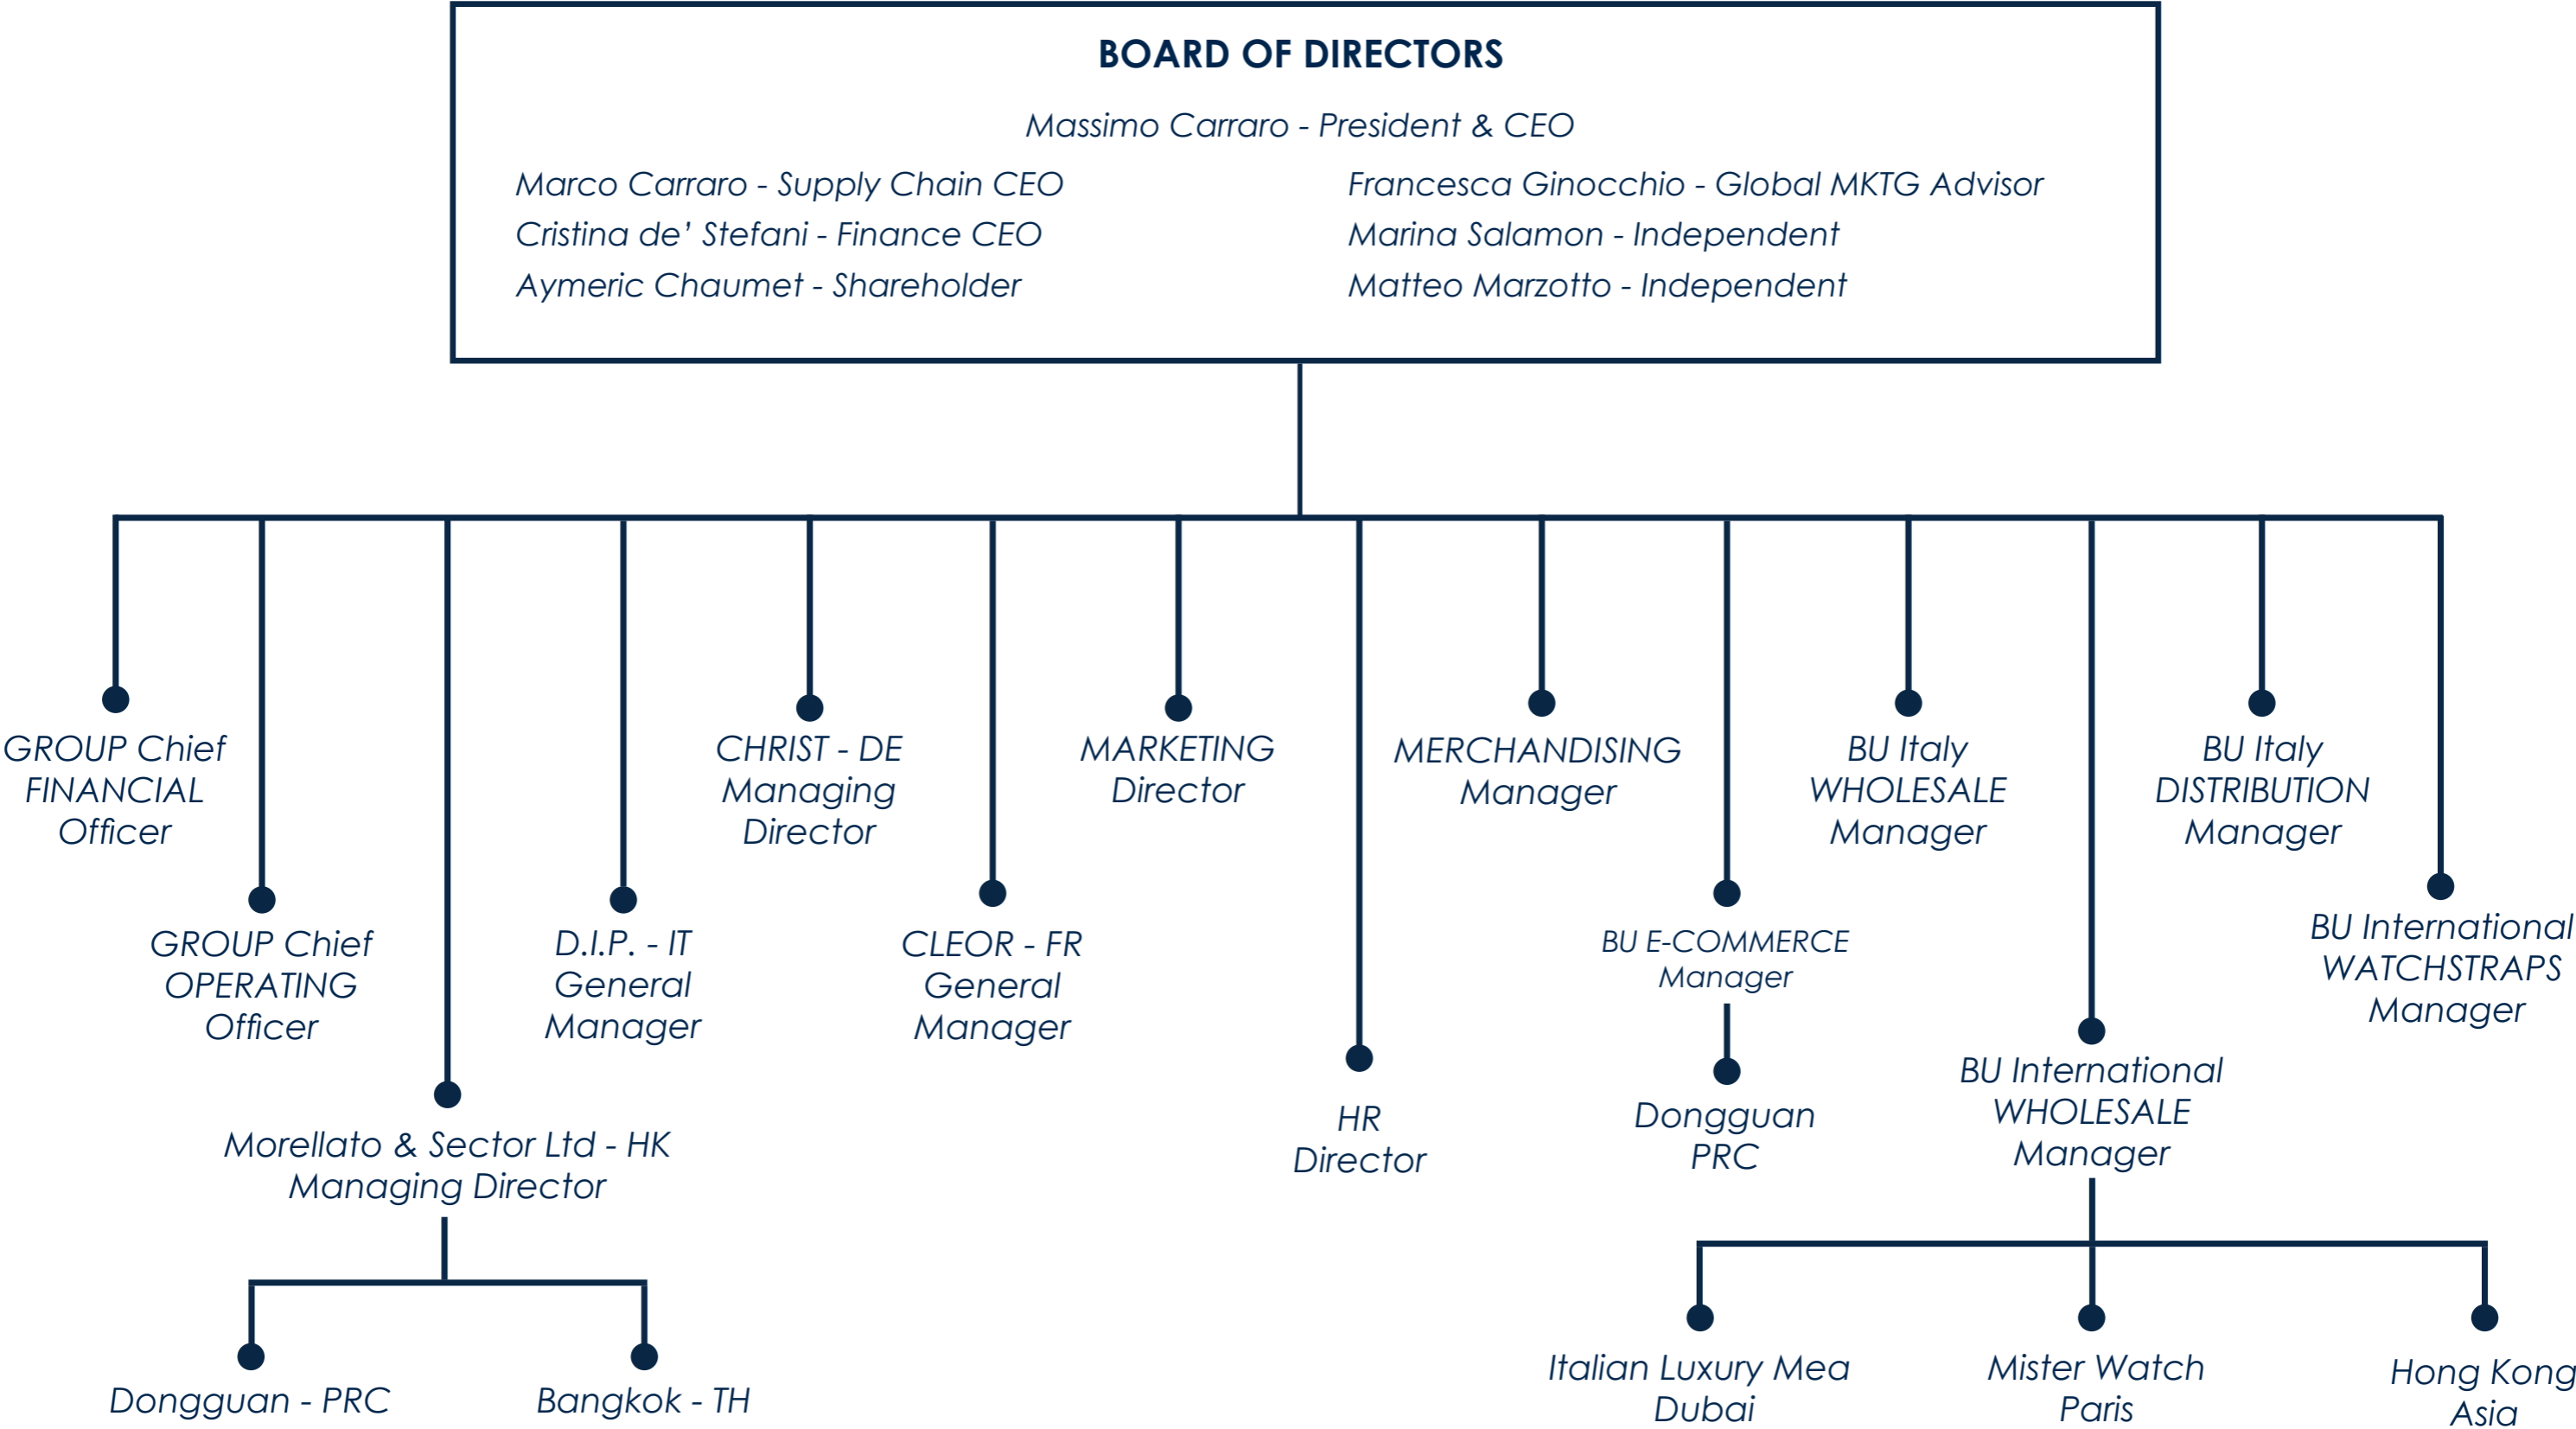 BOARD OF DIRECTORS
Massimo Carraro - President & CEO
Marco Carraro - Supply Chain CEO
Cristina de’ Stefani - Finance CEO
Aymeric Chaumet - Shareholder
Francesca Ginocchio - Global MKTG Advisor
Marina Salamon - Independent
Matteo Marzotto - Independent
GROUP Chief
FINANCIAL
Officer
GROUP Chief
OPERATING
Officer
Morellato & Sector Ltd - HK
Managing Director
Dongguan - PRC
Bangkok - TH
D.I.P. - IT
General
Manager
CHRIST - DE
Managing
Director
CLEOR - FR
General
Manager
MARKETING
Director
HR
Director
MERCHANDISING
Manager
BU E-COMMERCE
Manager
Dongguan
PRC
BU Italy
WHOLESALE
Manager
BU International
WHOLESALE
Manager
Italian Luxury Mea
Dubai
Mister Watch
Paris
Hong Kong
Asia
BU Italy
DISTRIBUTION
Manager
BU International
WATCHSTRAPS
Manager